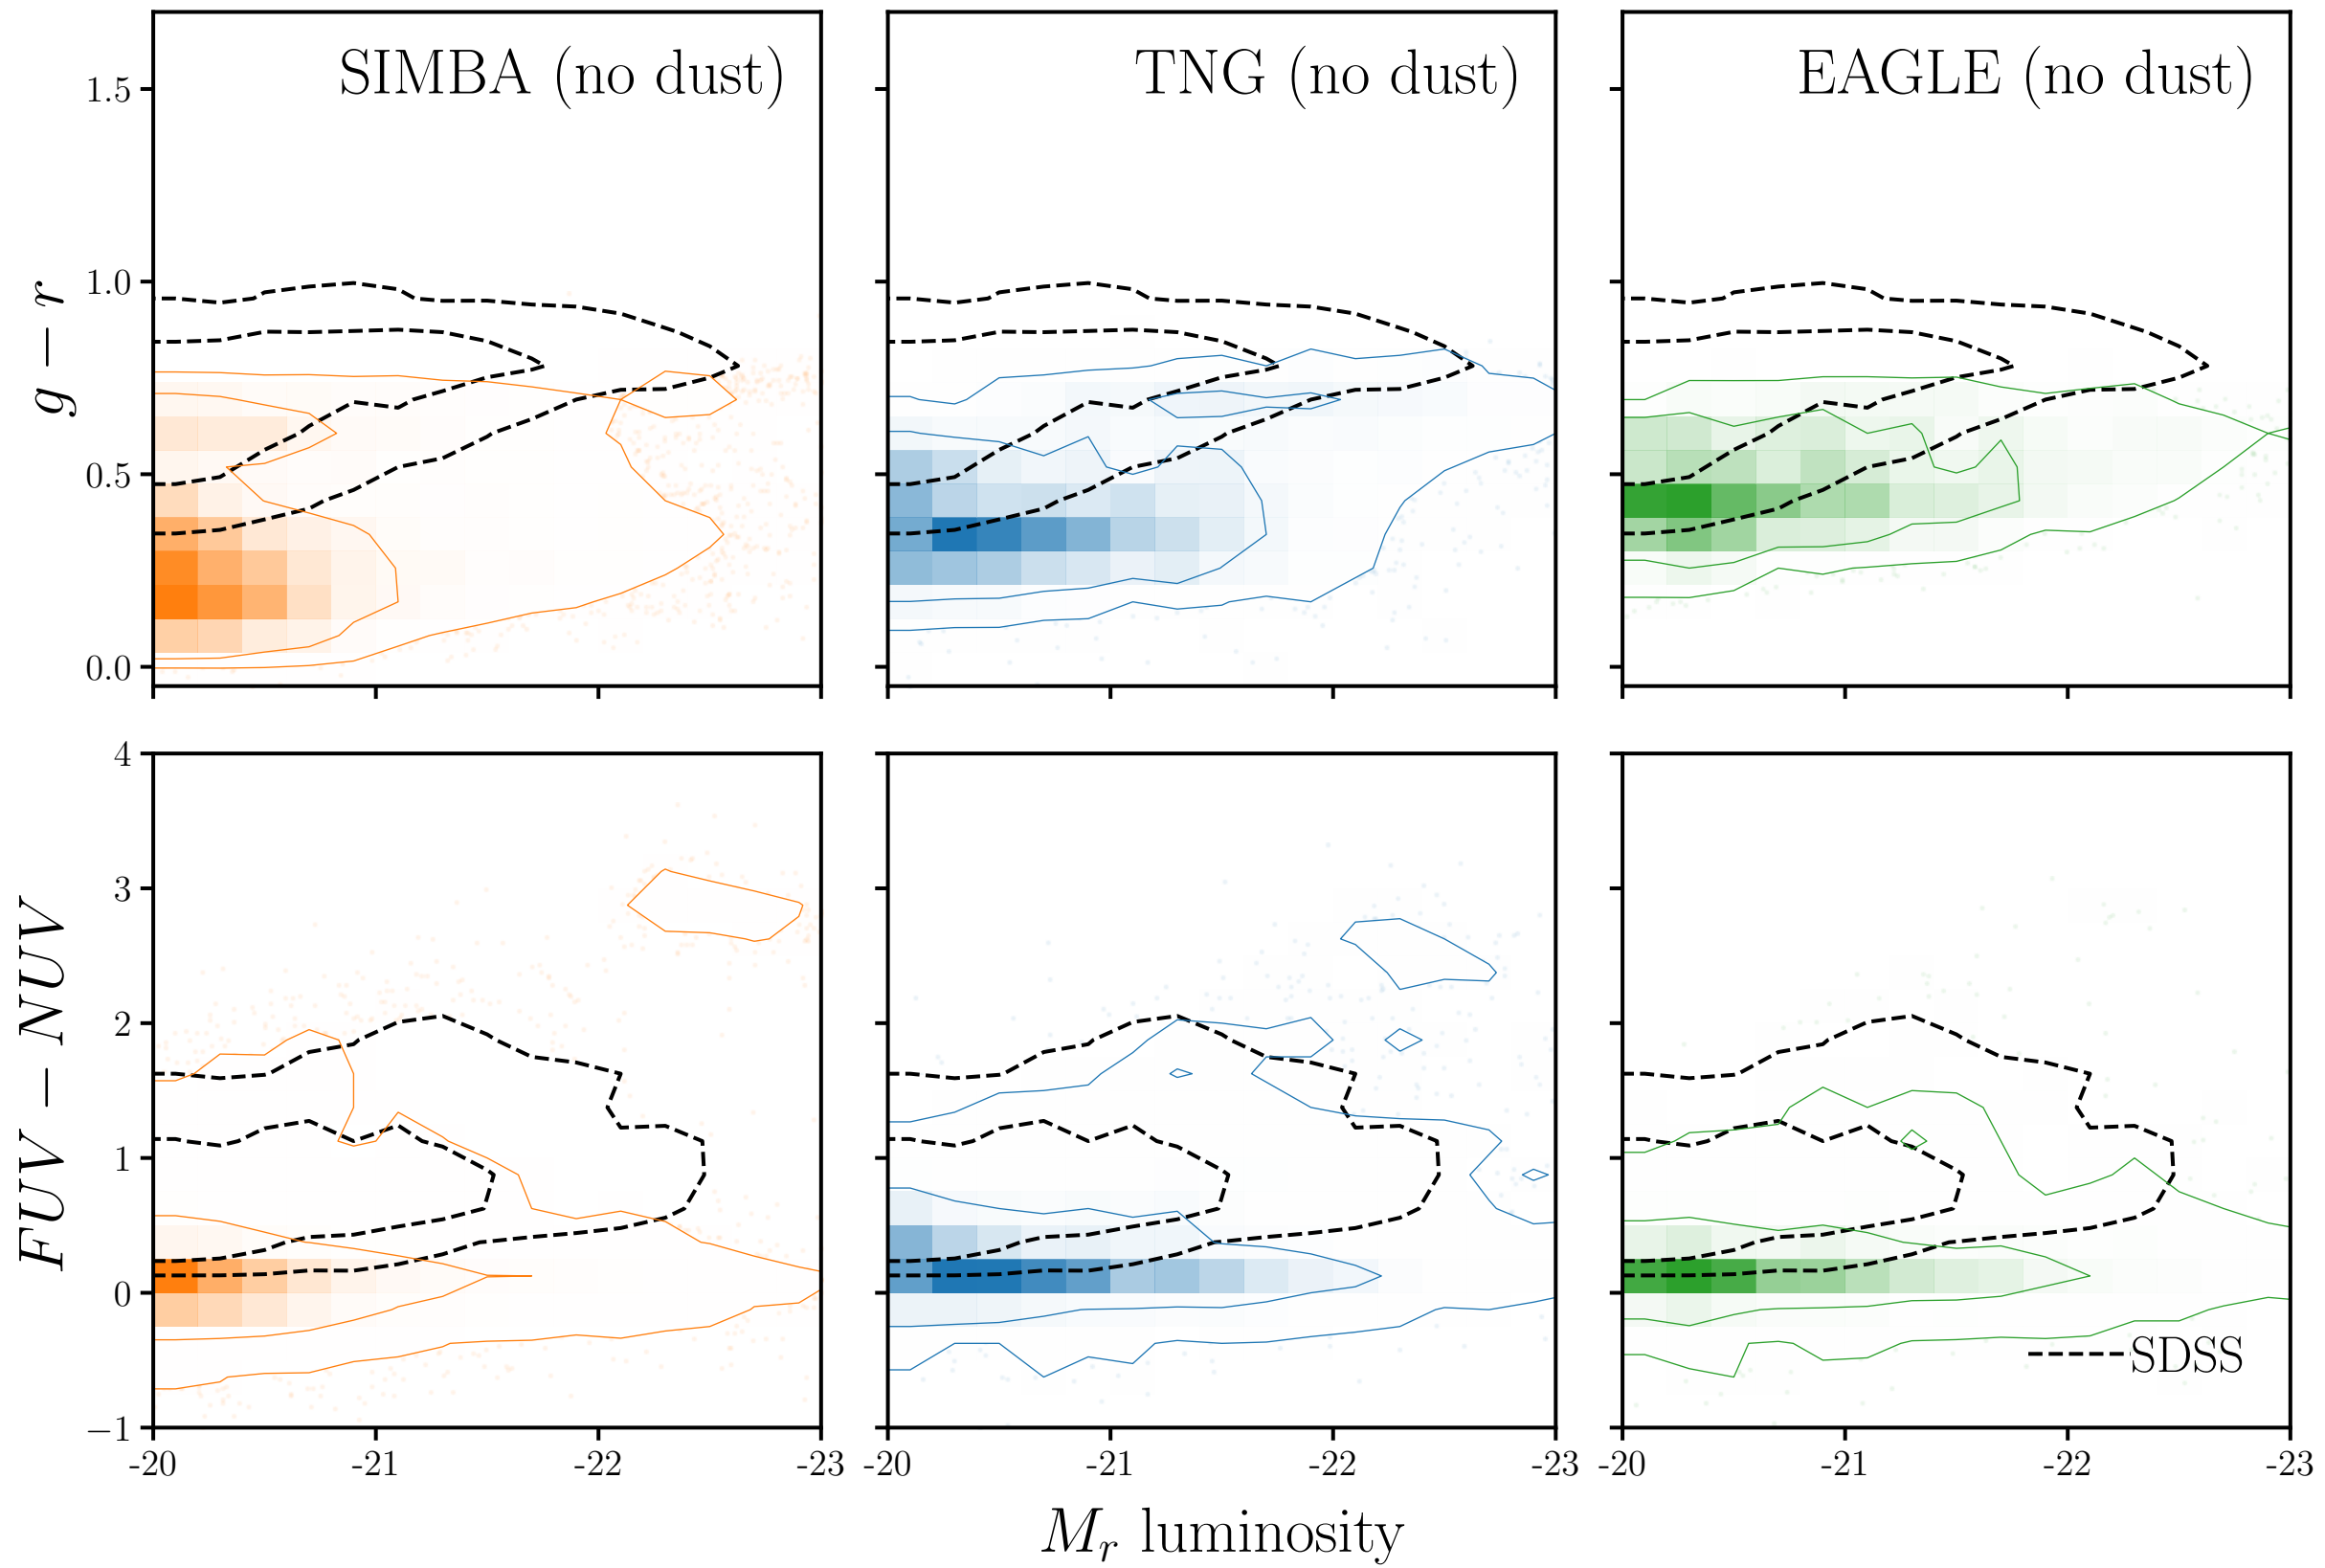 SIMBA (no dust)
TNG (no dust)
EAGLE (no dust)
1.5
1.0
0.5
0.0
g − r
4
3
2
1
0
−1
FUV − NUV
SDSS
-20 -21 -22 -23 -20 -21 -22 -23 -20 -21 -22 -23
M_r luminosity